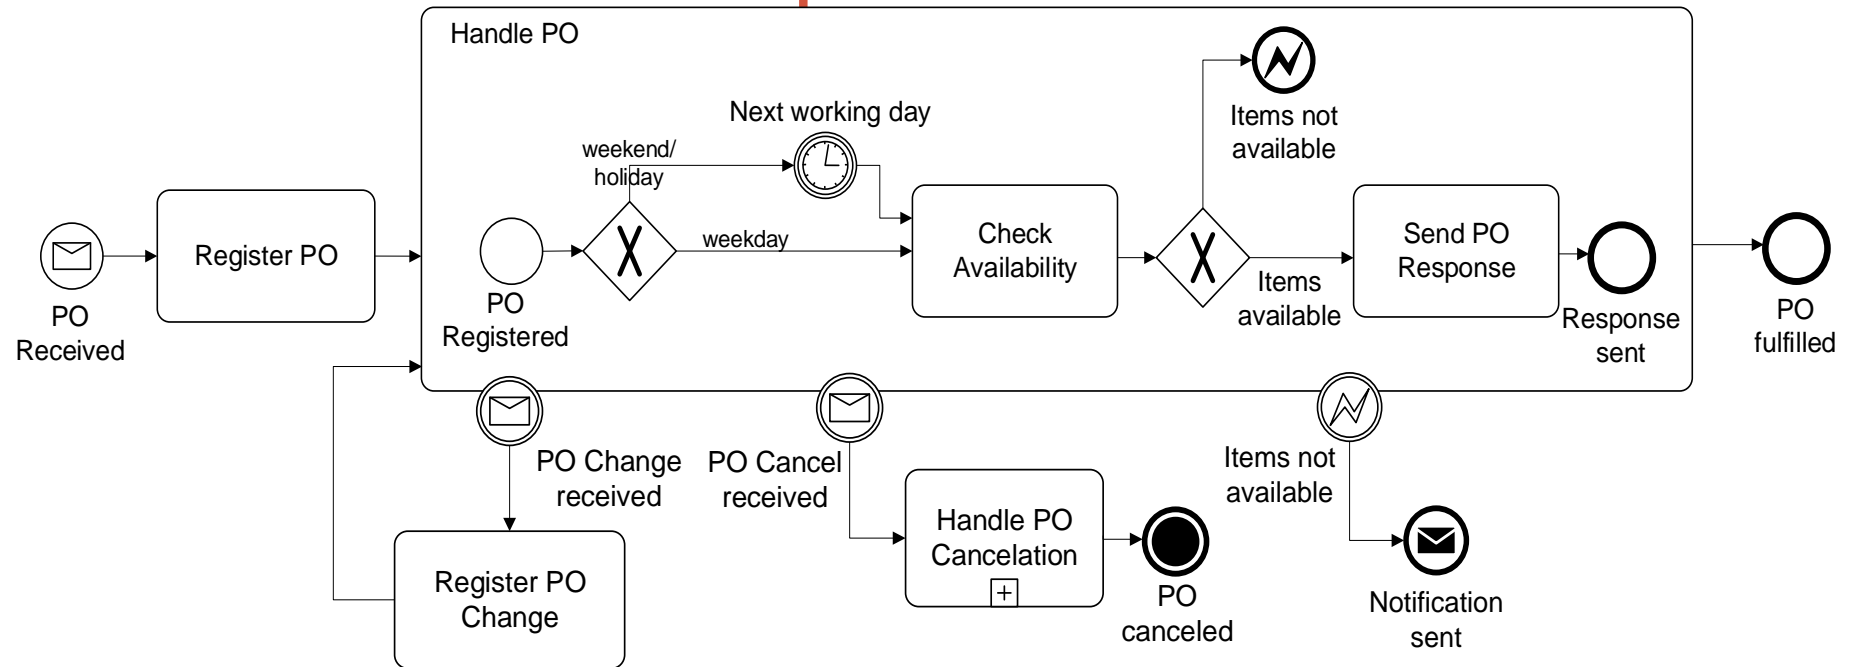 Handle PO
Next working day
Items not
available
weekend/
holiday
weekday
Register PO
Check
Availability
Send PO
Response
Items
available
PO
Received
PO
Registered
Response
sent
PO
fulfilled
PO Change
received
PO Cancel
received
Items not
available
Handle PO
Cancelation
Register PO
Change
PO
canceled
Notification
sent